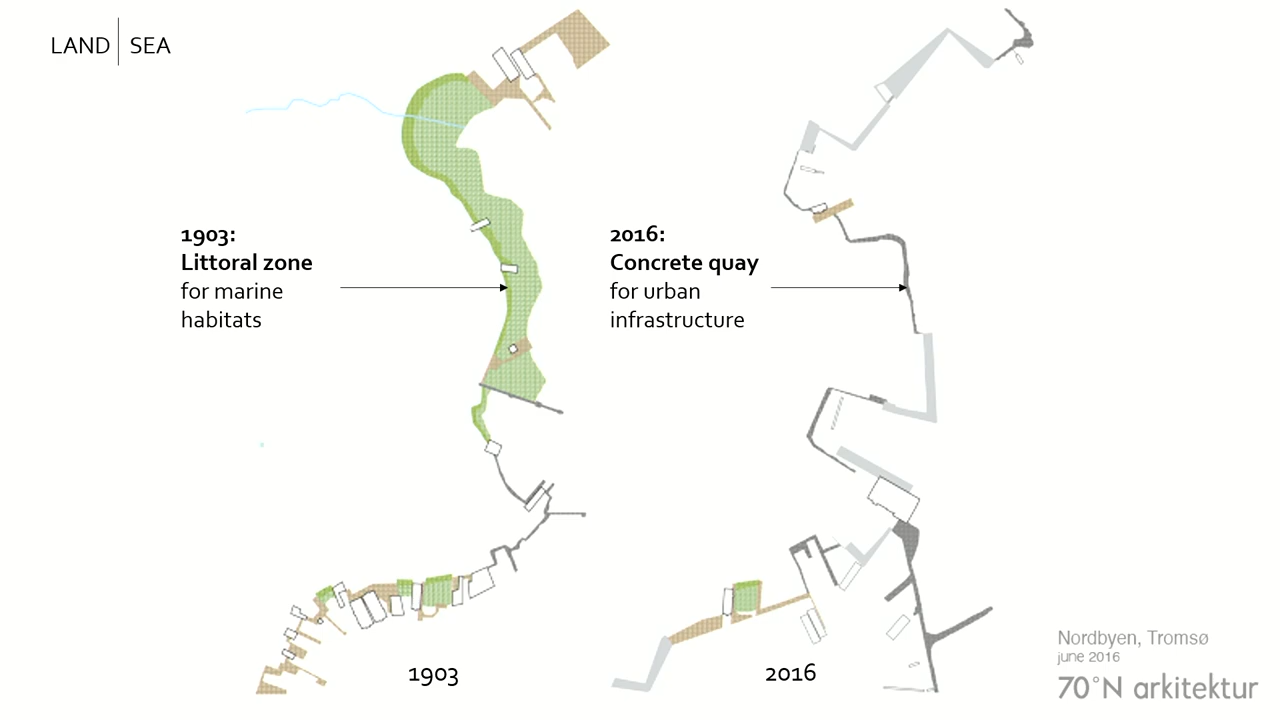 LAND | SEA
1903:
Littoral zone
for marine
habitats
2016:
Concrete quay
for urban
infrastructure
1903
2016
Nordbyen, Tromsø
june 2016
70°N arkitektur